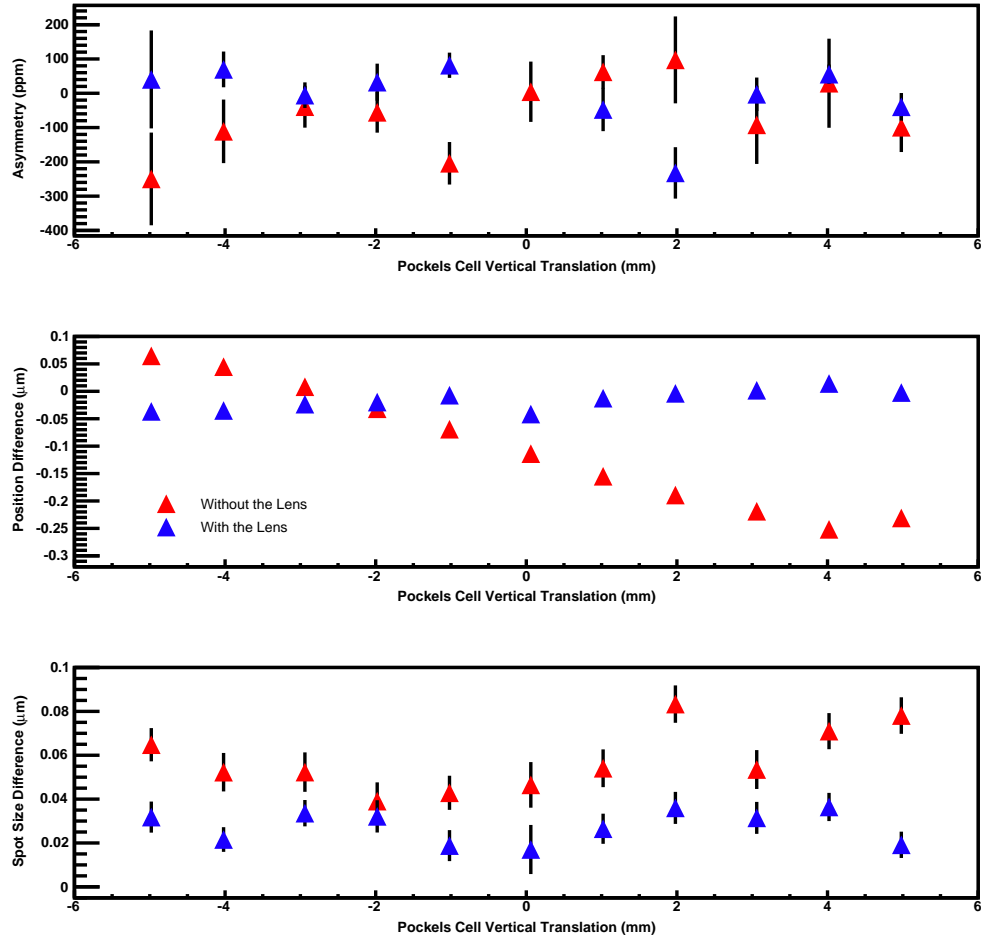 Asymmetry (ppm)
200
100
0
-100
-200
-300
-400
-6 -4 -2 0 2 4 6
Pockels Cell Vertical Translation (mm)
Position Difference (μm)
0.1
0.05
0
-0.05
-0.1
-0.15
-0.2
-0.25
-0.3
Without the Lens
With the Lens
-6 -4 -2 0 2 4 6
Pockels Cell Vertical Translation (mm)
Spot Size Difference (μm)
0.1
0.08
0.06
0.04
0.02
0
-6 -4 -2 0 2 4 6
Pockels Cell Vertical Translation (mm)